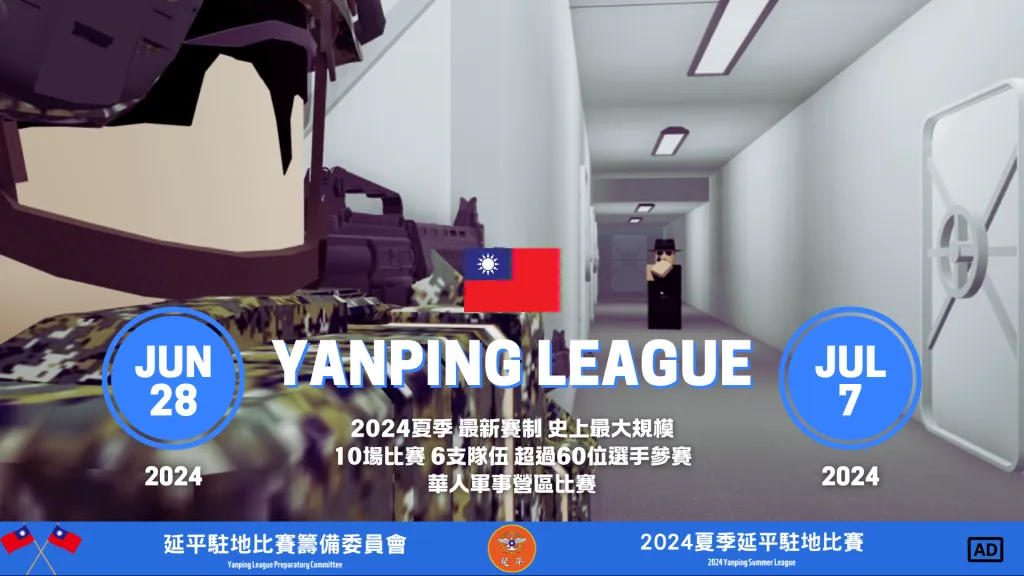 YANPING LEAGUE
JUN
28
2024
JUL
7
2024
2024夏季 最新賽制 史上最大規模
10場比賽 6支隊伍 超過60位選手參賽
華人軍事營區比賽
延平駐地比賽籌備委員會
Yanping League Preparatory Committee
延平
2024夏季延平駐地比賽
2024 Yanping Summer League
AD